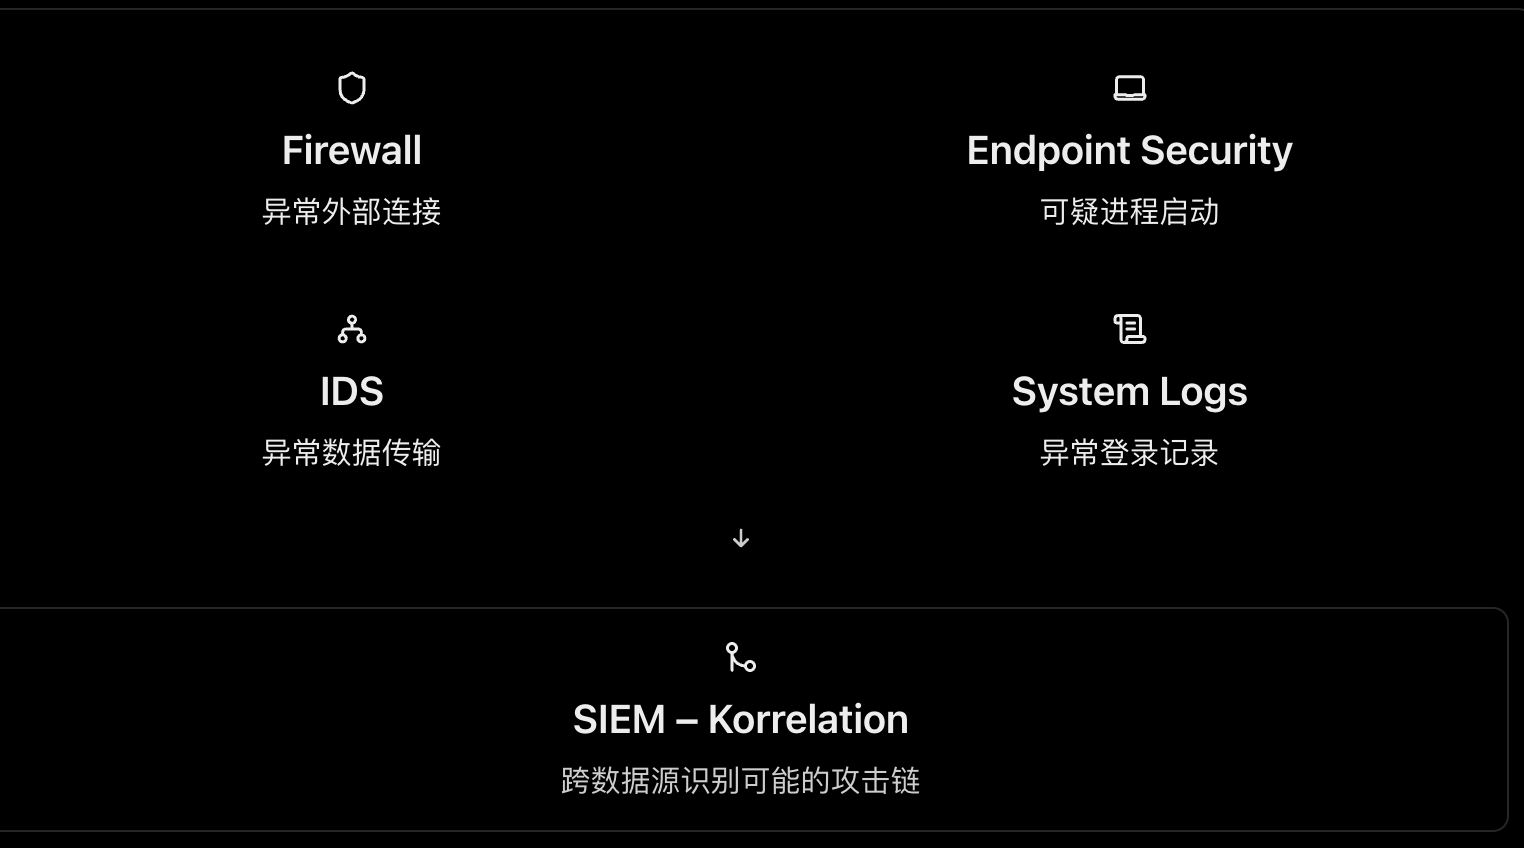 Firewall
Endpoint Security
异常外部连接
可疑进程启动
IDS
System Logs
异常数据传输
异常登录记录
SIEM – Korrelation
跨数据源识别可能的攻击链